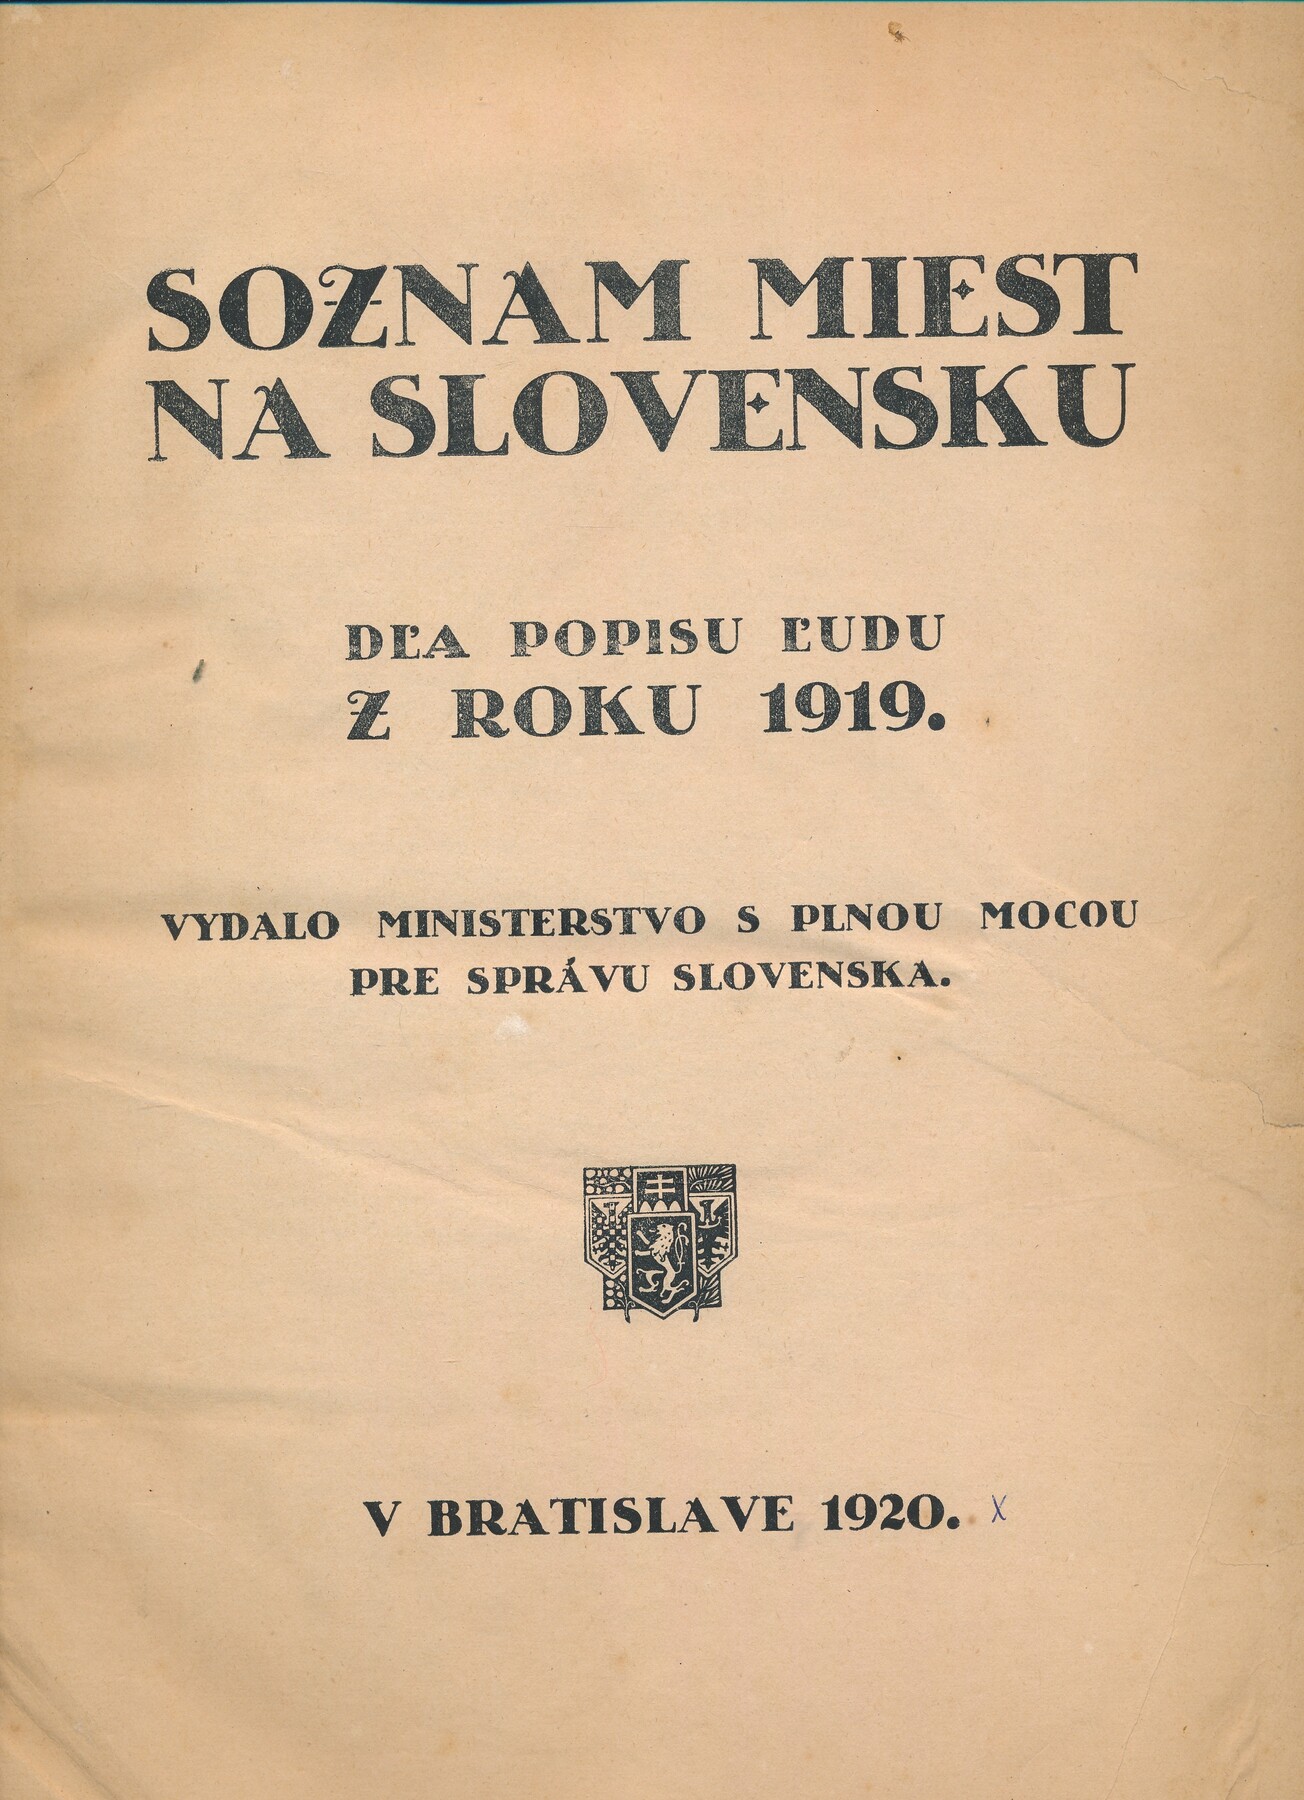 SOZNAM MIEST
NA SLOVENSKU
DĽA POPISU ĽUDU
Z ROKU 1919.
VYDALO MINISTERSTVO S PLNOU MOCOU
PRE SPRÁVU SLOVENSKA.
V BRATISLAVE 1920. X